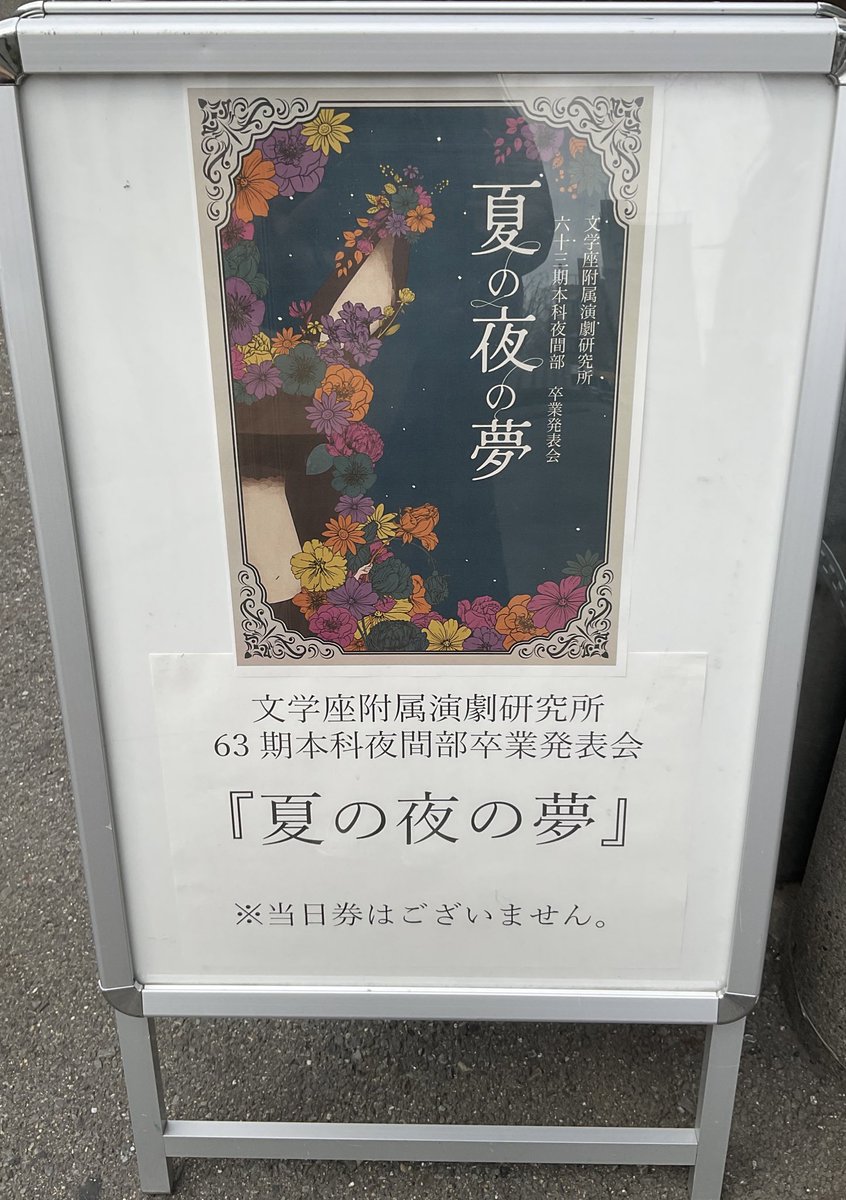 文学座附属演劇研究所
六十三期本科夜間部 卒業発表会
夏の夜の夢
文学座附属演劇研究所
63期本科夜間部卒業発表会
『夏の夜の夢』
※当日券はございません。